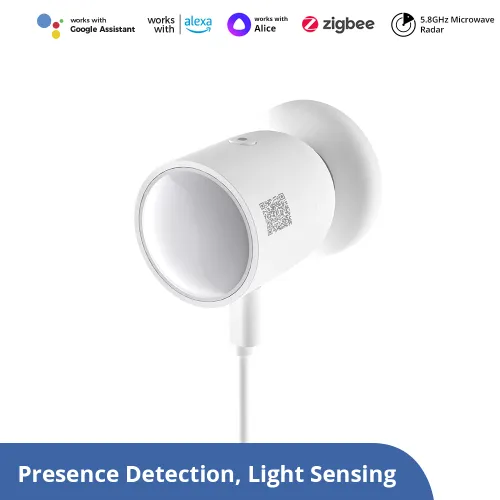 works with
Google Assistant
works with
alexa
works with
Alice
zigbee
5.8GHz Microwave
Radar
Presence Detection, Light Sensing